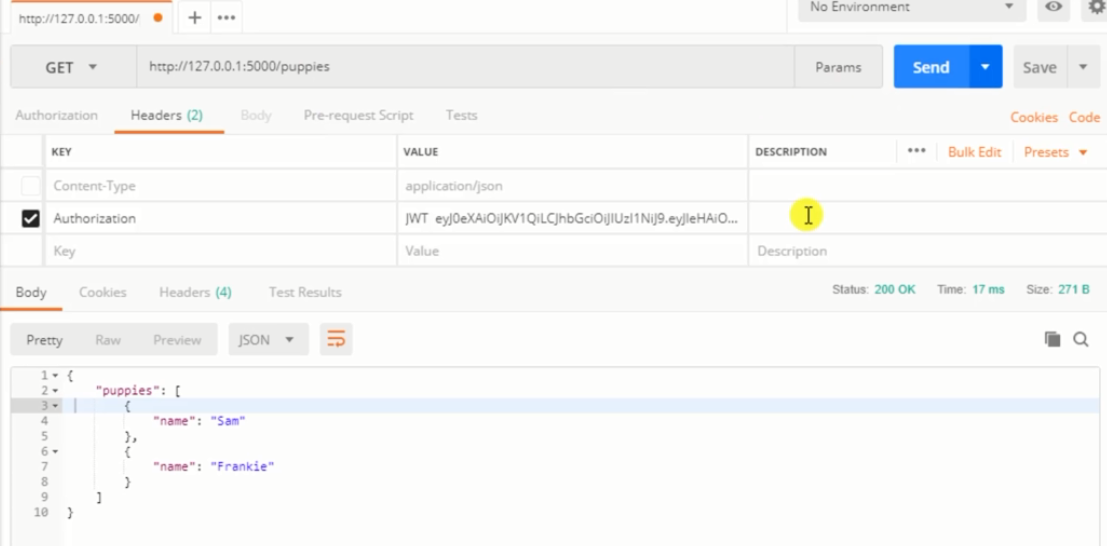 http://127.0.0.1:5000/ + ••• No Environment
GET http://127.0.0.1:5000/puppies Params Send Save
Authorization Headers (2) Body Pre-request Script Tests Cookies Code
KEY VALUE DESCRIPTION ••• Bulk Edit Presets
Content-Type application/json
Authorization JWT eyJ0eXAiOiJKV1QiLCJhbGciOiJIUzI1NiJ9.eyJleHAiO...
Key Value Description
Body Cookies Headers (4) Test Results Status: 200 OK Time: 17 ms Size: 271 B
Pretty Raw Preview JSON
1 {
2 "puppies": [
3 {
4 "name": "Sam"
5 },
6 {
7 "name": "Frankie"
8 }
9 ]
10 }